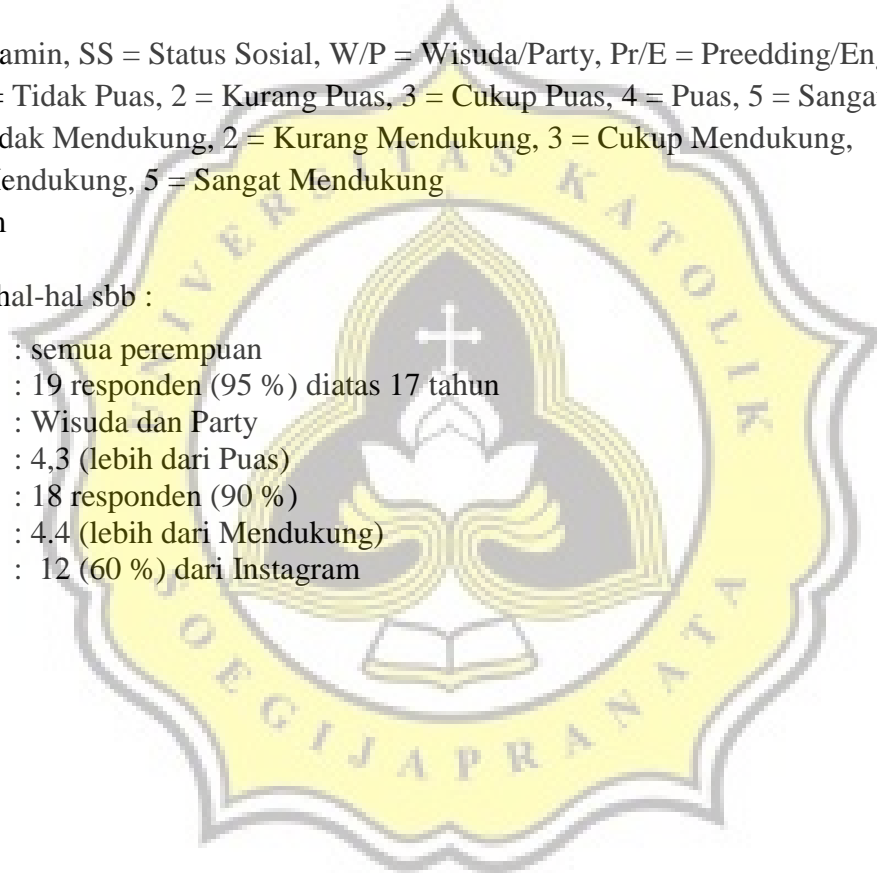 amin, SS = Status Sosial, W/P = Wisuda/Party, Pr/E = Preedding/En
= Tidak Puas, 2 = Kurang Puas, 3 = Cukup Puas, 4 = Puas, 5 = Sanga
dak Mendukung, 2 = Kurang Mendukung, 3 = Cukup Mendukung,
endukung, 5 = Sangat Mendukung
n
hal-hal sbb :
: semua perempuan
: 19 responden (95 %) diatas 17 tahun
: Wisuda dan Party
: 4,3 (lebih dari Puas)
: 18 responden (90 %)
: 4.4 (lebih dari Mendukung)
: 12 (60 %) dari Instagram
UNIVERSITAS KATOLIK
SOEGIJAPRANATA